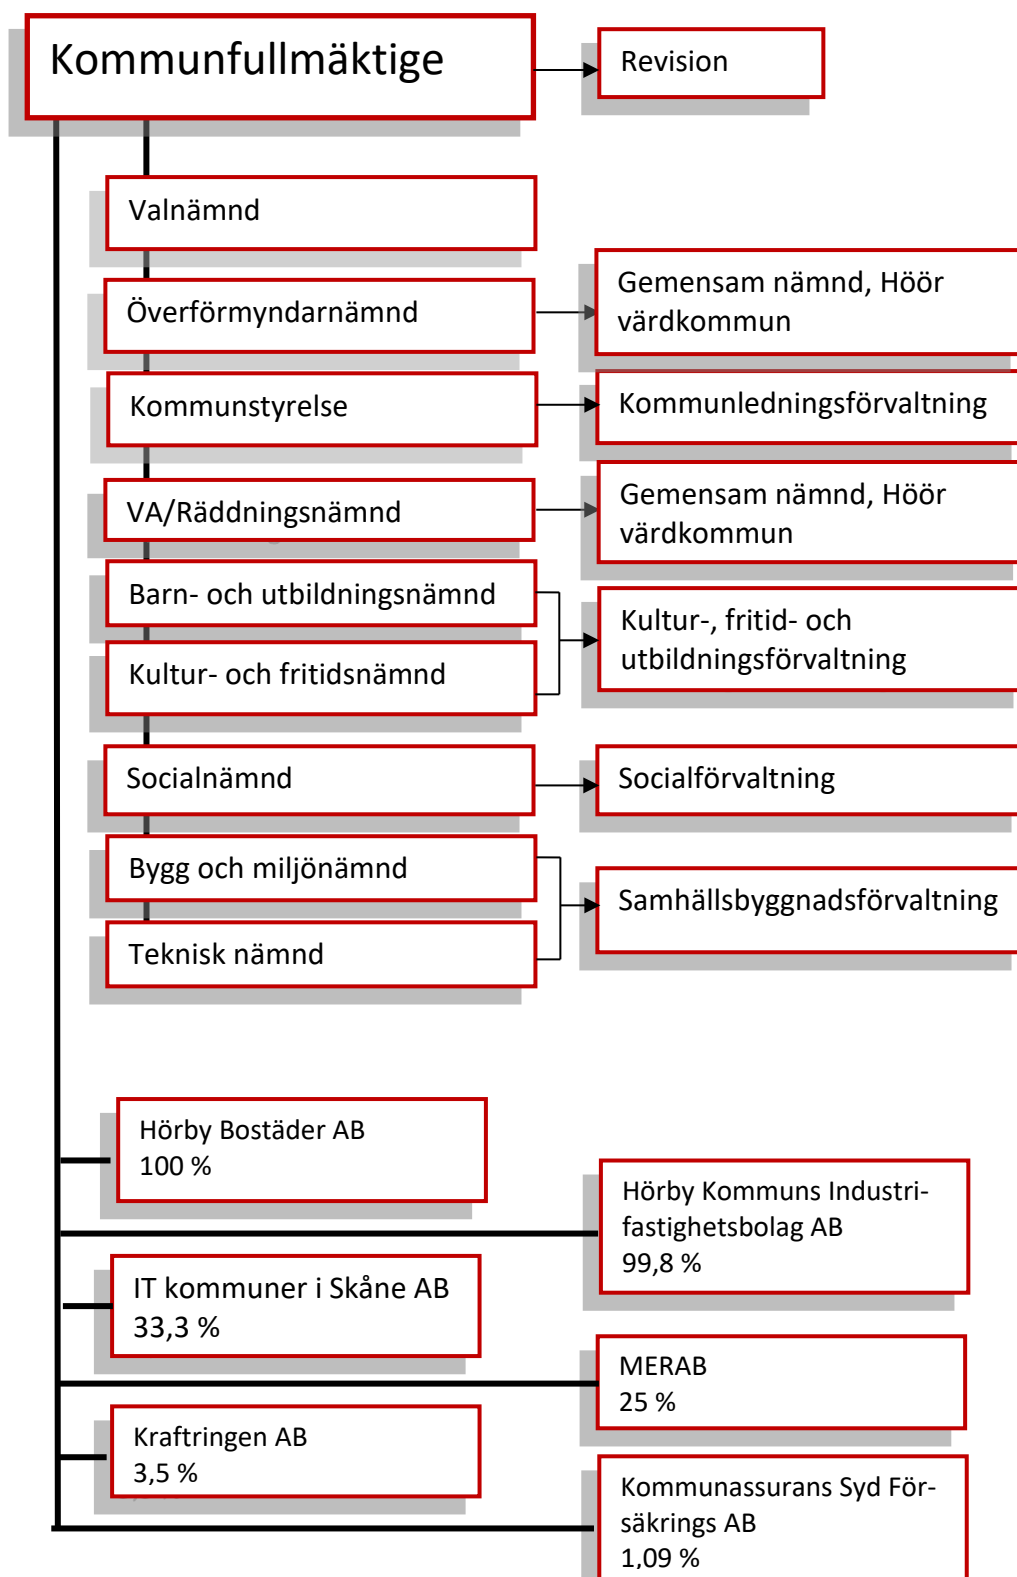 Kommunfullmäktige
Revision
Valnämnd
Överförmyndarnämnd
Gemensam nämnd, Höör
värdkommun
Kommunstyrelse
Kommunledningsförvaltning
VA/Räddningsnämnd
Gemensam nämnd, Höör
värdkommun
Barn- och utbildningsnämnd
Kultur- och fritidsnämnd
Kultur-, fritid- och
utbildningsförvaltning
Socialnämnd
Socialförvaltning
Bygg och miljönämnd
Teknisk nämnd
Samhällsbyggnadsförvaltning
Hörby Bostäder AB
100 %
Hörby Kommuns Industri-
fastighetsbolag AB
99,8 %
IT kommuner i Skåne AB
33,3 %
MERAB
25 %
Kraftringen AB
3,5 %
Kommunassurans Syd För-
säkrings AB
1,09 %